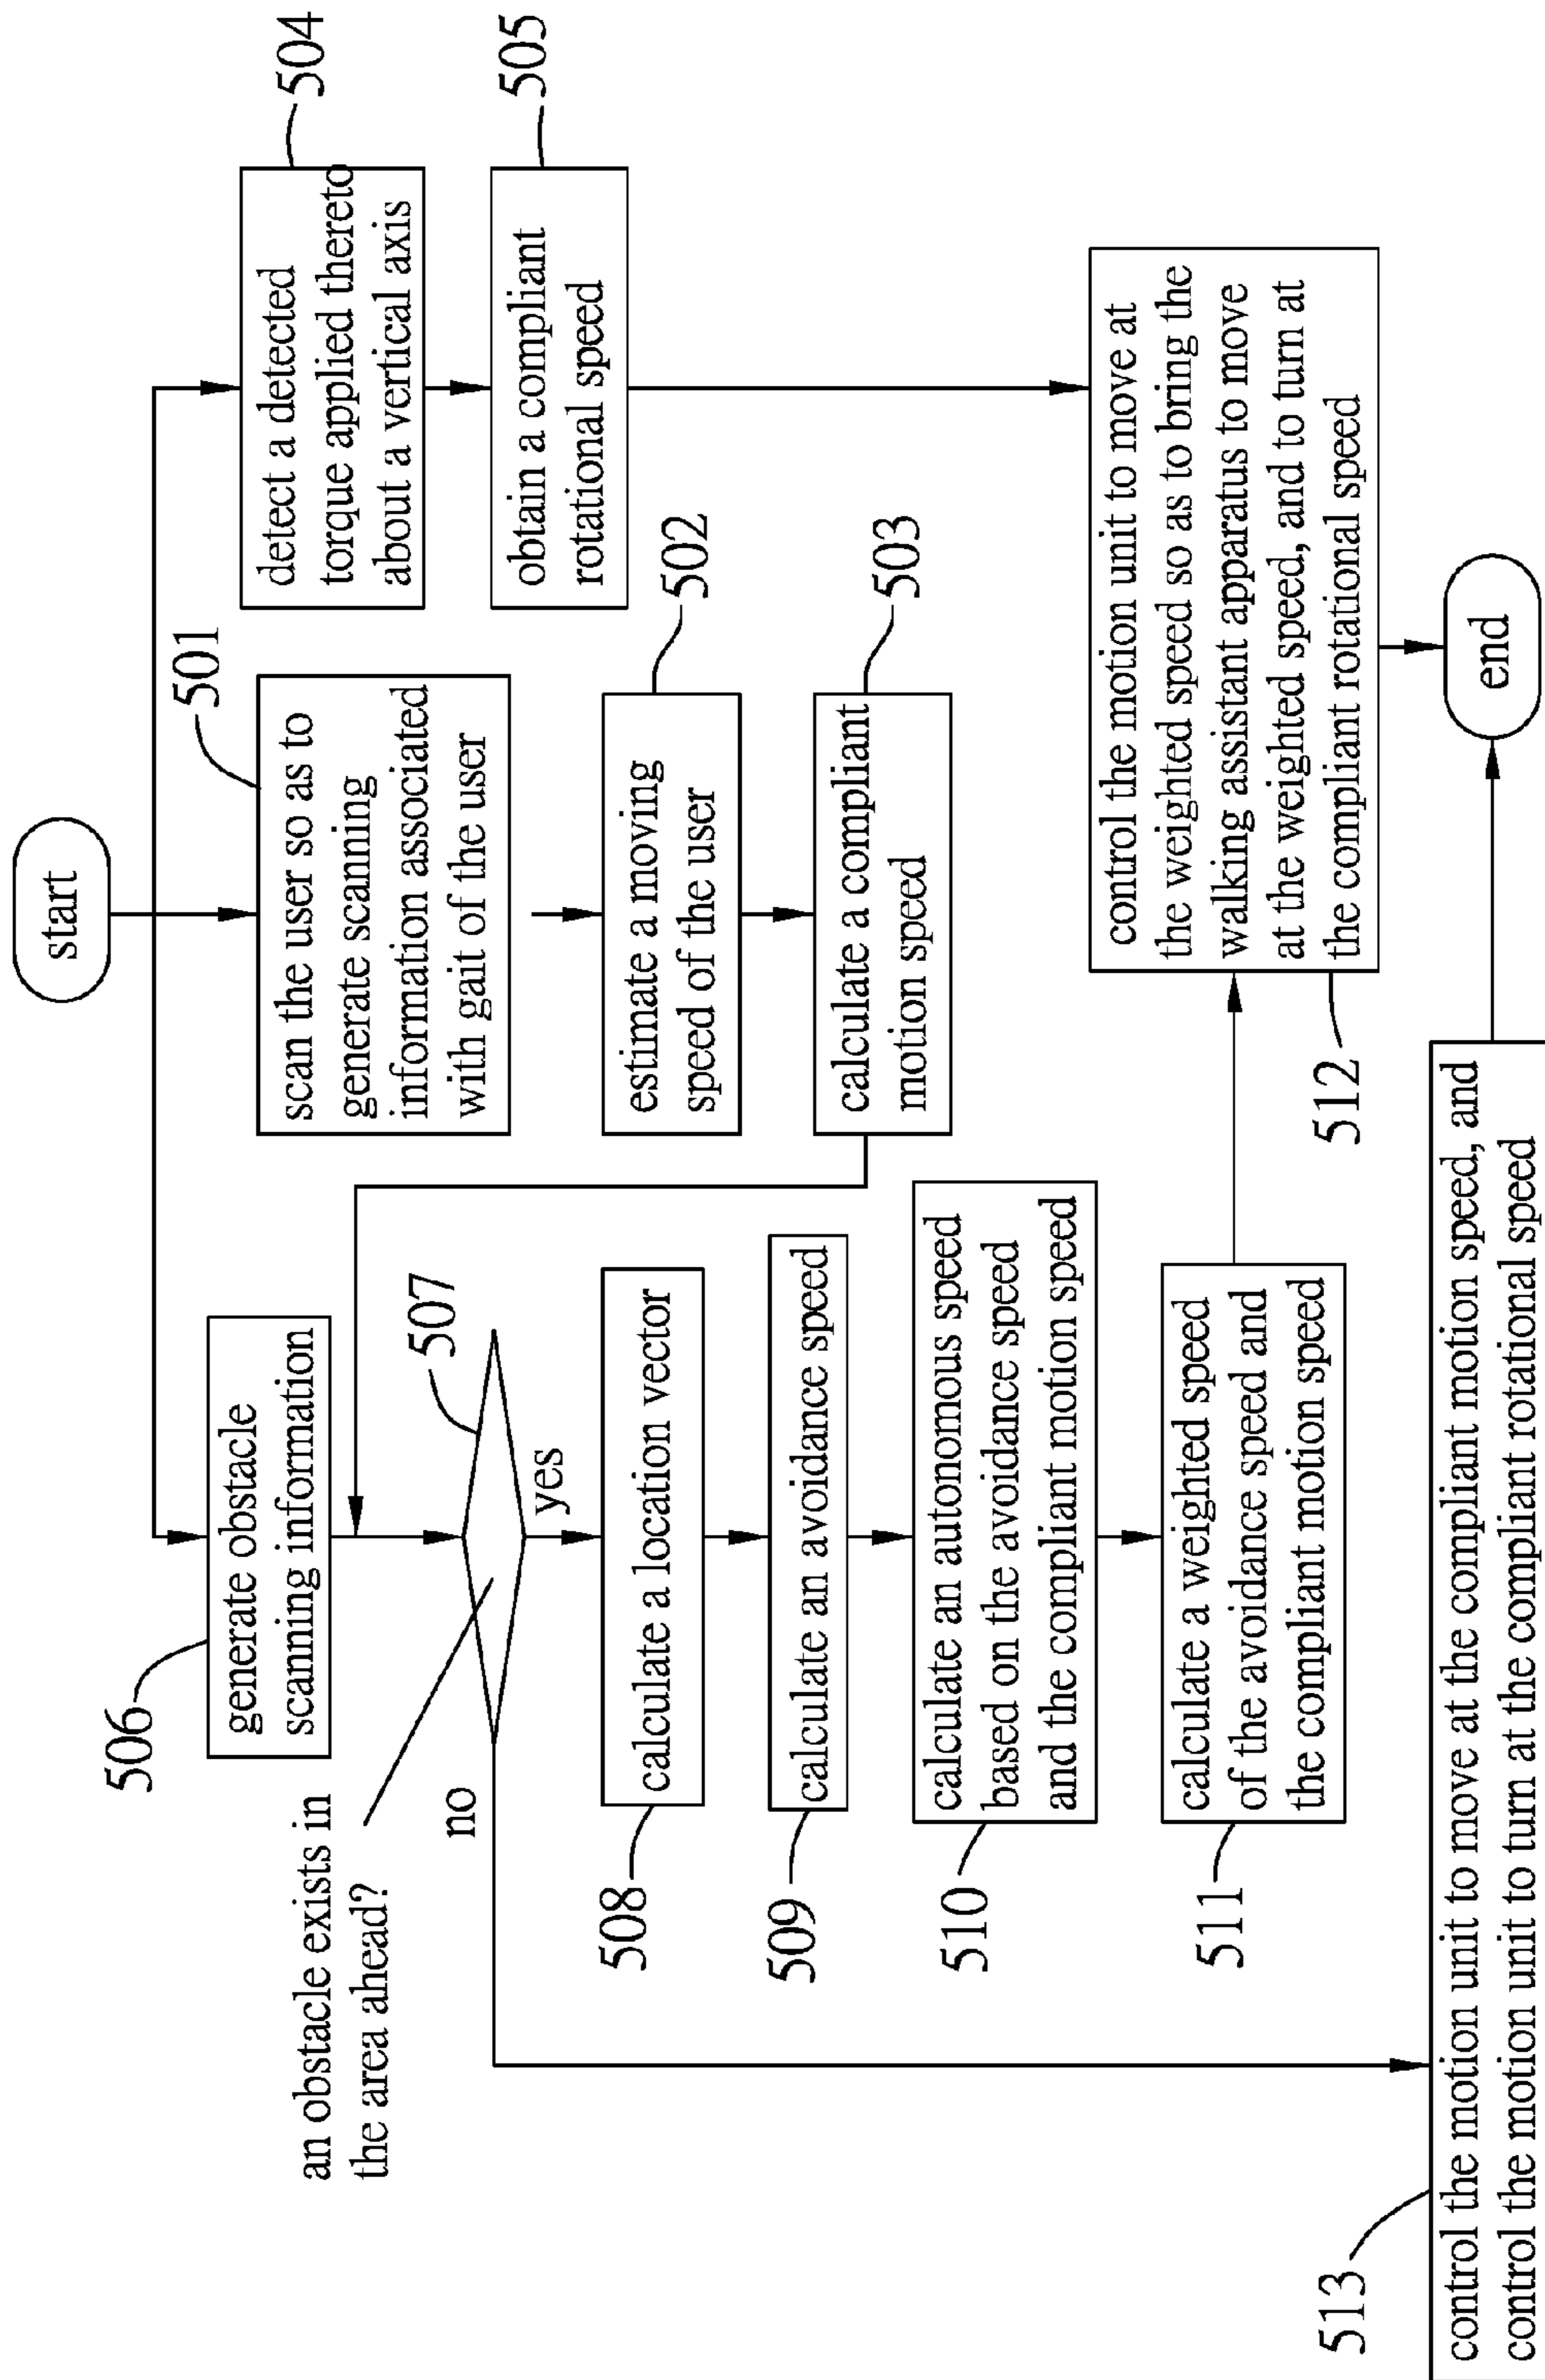 start
506
generate obstacle
scanning information
501
scan the user so as to
generate scanning
information associated
with gait of the user
504
detect a detected
torque applied thereto
about a vertical axis
505
obtain a compliant
rotational speed
502
estimate a moving
speed of the user
503
calculate a compliant
motion speed
an obstacle exists in
the area ahead?
507
no
yes
508
calculate a location vector
509
calculate an avoidance speed
510
calculate an autonomous speed
based on the avoidance speed
and the compliant motion speed
511
calculate a weighted speed
of the avoidance speed and
the compliant motion speed
512
control the motion unit to move at
the weighted speed so as to bring the
walking assistant apparatus to move
at the weighted speed, and to turn at
the compliant rotational speed
513
control the motion unit to move at the compliant motion speed, and
control the motion unit to turn at the compliant rotational speed
end